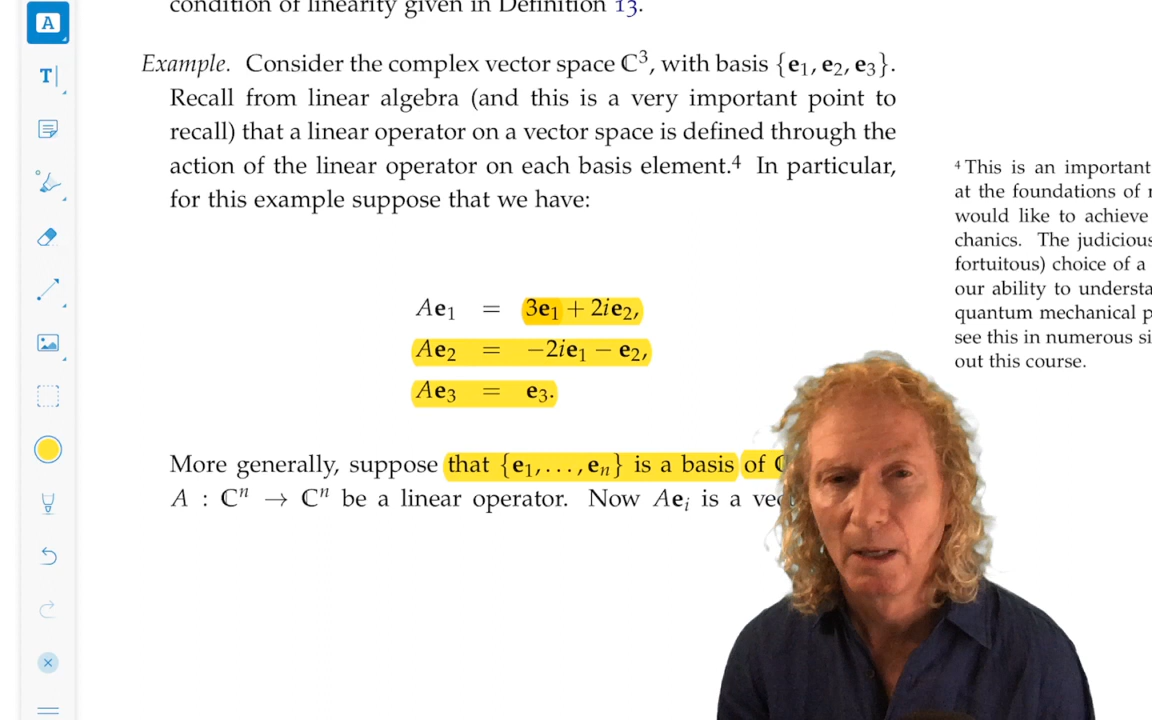 condition of linearity given in Definition 13.
Example. Consider the complex vector space ℂ³, with basis {e₁, e₂, e₃}.
Recall from linear algebra (and this is a very important point to
recall) that a linear operator on a vector space is defined through the
action of the linear operator on each basis element.⁴ In particular,
for this example suppose that we have:
Ae₁ = 3e₁ + 2ie₂,
Ae₂ = −2ie₁ − e₂,
Ae₃ = e₃.
More generally, suppose that {e₁, . . . , eₙ} is a basis of
A : ℂⁿ → ℂⁿ be a linear operator. Now Aeᵢ is a
⁴ This is an important
at the foundations of
would like to achieve
chanics. The judicious
fortuitous) choice of a
our ability to
quantum mechanical
see this in numerous
out this course.
A
T